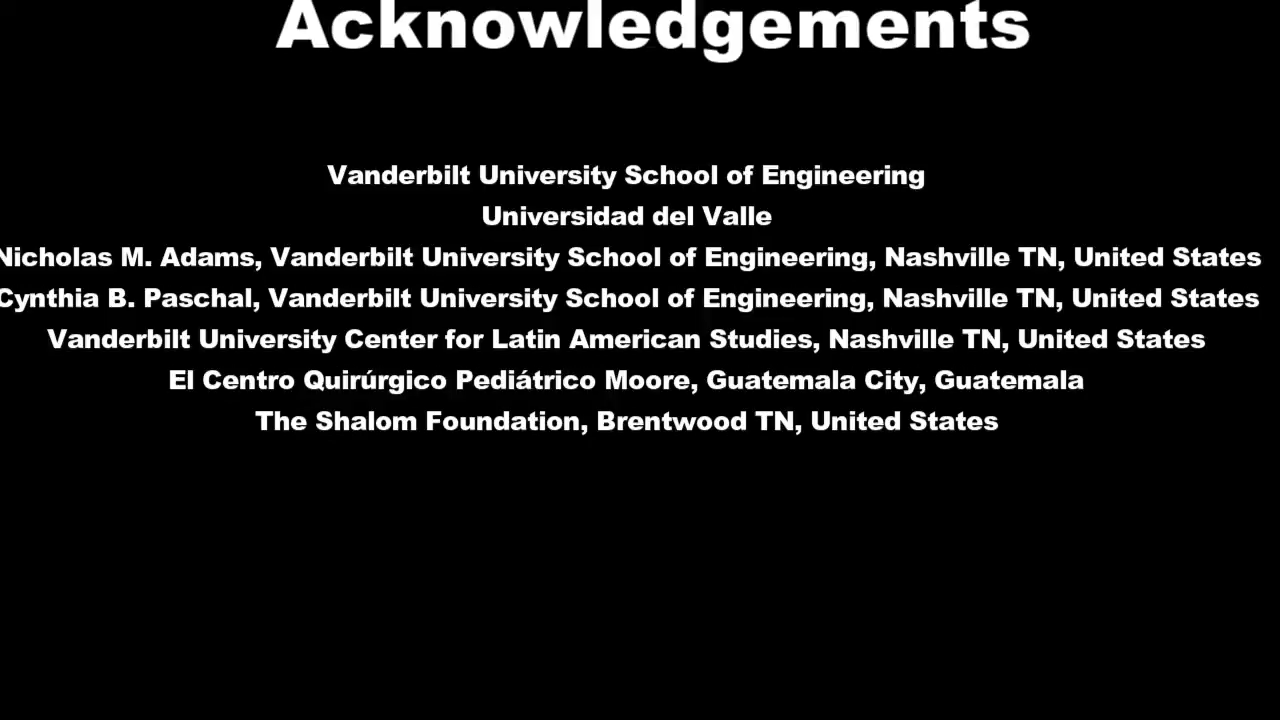 Acknowledgements
Vanderbilt University School of Engineering
Universidad del Valle
Nicholas M. Adams, Vanderbilt University School of Engineering, Nashville TN, United States
Cynthia B. Paschal, Vanderbilt University School of Engineering, Nashville TN, United States
Vanderbilt University Center for Latin American Studies, Nashville TN, United States
El Centro Quirúrgico Pediátrico Moore, Guatemala City, Guatemala
The Shalom Foundation, Brentwood TN, United States